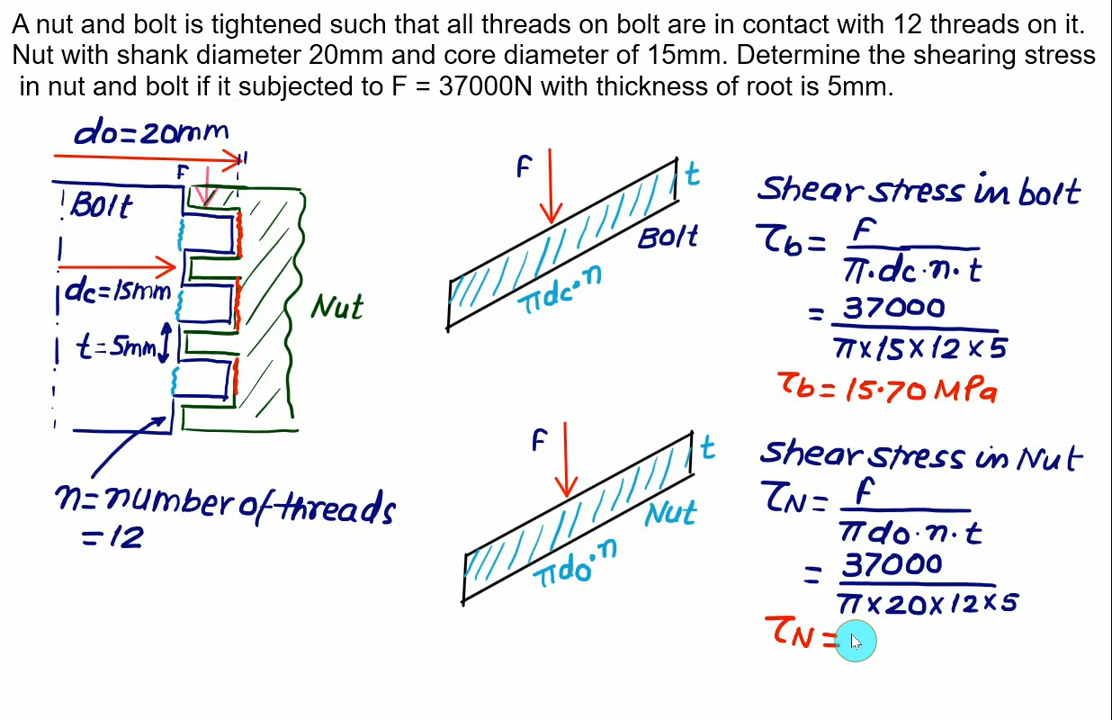 A nut and bolt is tightened such that all threads on bolt are in contact with 12 threads on it.
Nut with shank diameter 20mm and core diameter of 15mm. Determine the shearing stress
in nut and bolt if it subjected to F = 37000N with thickness of root is 5mm.
do=20mm
F
Bolt
dc=15mm
t=5mm
Nut
n=number of threads
=12
F
t
Bolt
πdc·n
F
t
Nut
πdo·n
Shear stress in bolt
τb= F
π·dc·n·t
= 37000
π×15×12×5
τb=15·70 MPa
Shear stress in Nut
τN= F
πdo·n·t
= 37000
π×20×12×5
τN=